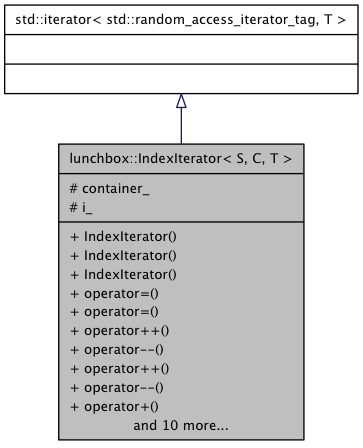 std::iterator< std::random_access_iterator_tag, T >
lunchbox::IndexIterator< S, C, T >
# container_
# i_
+ IndexIterator()
+ IndexIterator()
+ IndexIterator()
+ operator=()
+ operator=()
+ operator++()
+ operator--()
+ operator++()
+ operator--()
+ operator+()
and 10 more...